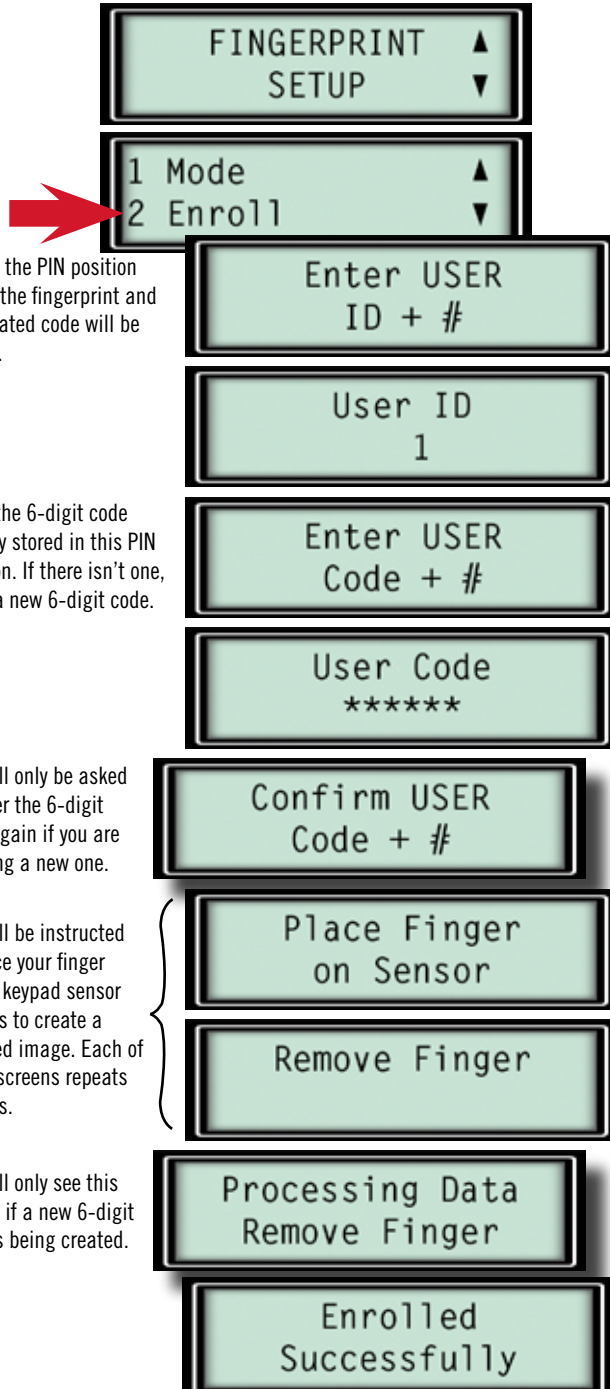 FINGERPRINT ▲
SETUP ▼
1 Mode ▲
2 Enroll ▼
the PIN position
the fingerprint and
ated code will be
.
Enter USER
ID + #
User ID
1
the 6-digit code
y stored in this PIN
on. If there isn't one,
a new 6-digit code.
Enter USER
Code + #
User Code
******
ll only be asked
er the 6-digit
gain if you are
ng a new one.
Confirm USER
Code + #
ll be instructed
ce your finger
keypad sensor
s to create a
ed image. Each of
screens repeats
s.
Place Finger
on Sensor
Remove Finger
ll only see this
if a new 6-digit
s being created.
Processing Data
Remove Finger
Enrolled
Successfully